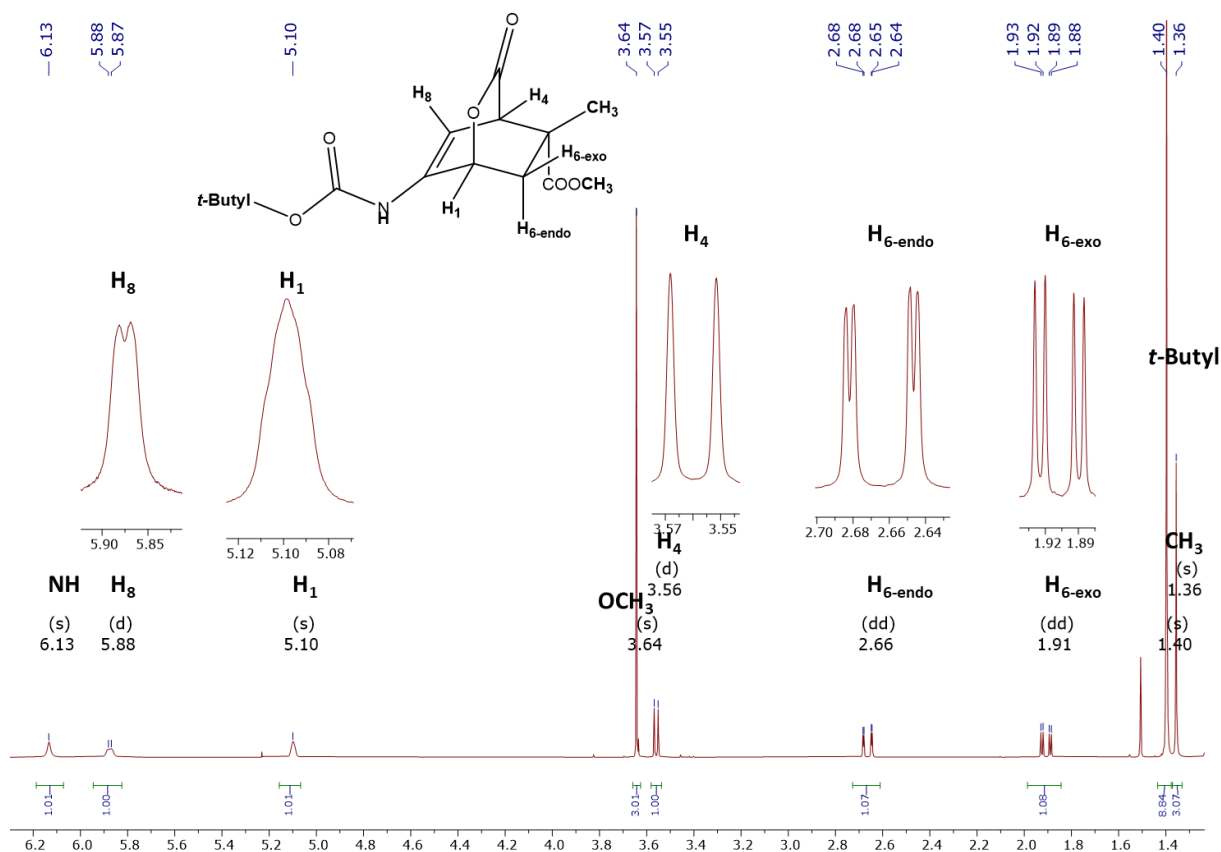 6.13 5.88 5.87 5.10 3.64 3.57 3.55 2.68 2.68 2.65 2.64 1.93 1.92 1.89 1.88 1.40 1.36
O
H8 O H4 CH3
O H6-exo
t-Butyl O N H H1 COOCH3
H6-endo
H8 H1 H4 H6-endo H6-exo
t-Butyl
5.90 5.85 5.12 5.10 5.08 3.57 3.55 2.70 2.68 2.66 2.64 1.92 1.89
NH H8 H1 OCH3 H4 H6-endo H6-exo CH3
(s) (d) (s) (s) (d) (dd) (dd) (s) (s)
6.13 5.88 5.10 3.64 3.56 2.66 1.91 1.36 1.40
1.01 1.00 1.01 3.01 1.00 1.07 1.08 8.84 3.07
6.2 6.0 5.8 5.6 5.4 5.2 5.0 4.8 4.6 4.4 4.2 4.0 3.8 3.6 3.4 3.2 3.0 2.8 2.6 2.4 2.2 2.0 1.8 1.6 1.4